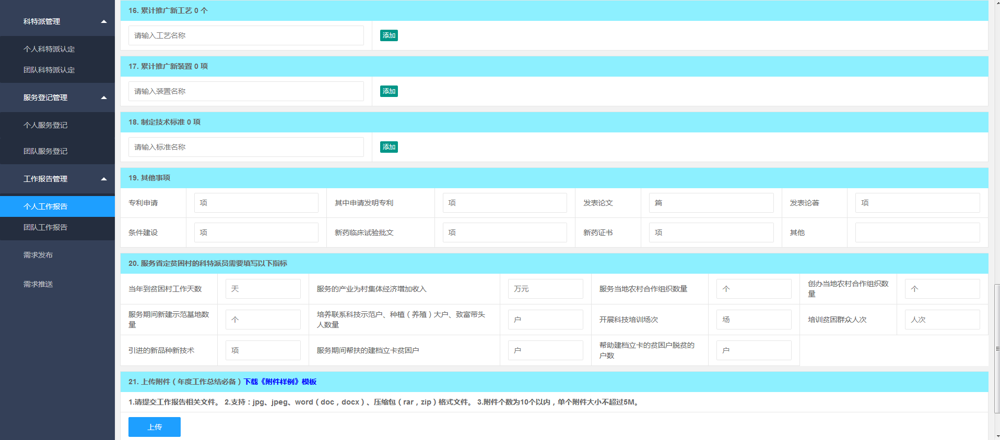 科特派管理
个人科特派认定
团队科特派认定
服务登记管理
个人服务登记
团队服务登记
工作报告管理
个人工作报告
团队工作报告
需求发布
需求推送
16. 累计推广新工艺 0 个
请输入工艺名称 添加
17. 累计推广新装置 0 项
请输入装置名称 添加
18. 制定技术标准 0 项
请输入标准名称 添加
19. 其他事项
专利申请 项 其中申请发明专利 项 发表论文 篇 发表论著 项
条件建设 项 新药临床试验批文 项 新药证书 项 其他
20. 服务省定贫困村的科特派员需要填写以下指标
当年到贫困村工作天数 天 服务的产业为村集体经济增加收入 万元 服务当地农村合作组织数量 个 创办当地农村合作组织数
量 个
服务期间新建示范基地数
量 个 培养联系科技示范户、种植（养殖）大户、致富带头
人数量 户 开展科技培训场次 场 培训贫困群众人次 人次
引进的新品种新技术 项 服务期间帮扶的建档立卡贫困户 户 帮助建档立卡的贫困户脱贫的
户数 户
21. 上传附件（年度工作总结必备）下载《附件样例》模板
1.请提交工作报告相关文件。 2.支持：jpg、jpeg、word（doc，docx）、压缩包（rar，zip）格式文件。 3.附件个数为10个以内，单个附件大小不超过5M。
上传